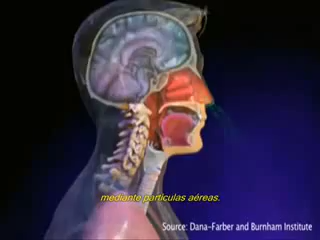 mediante partículas aéreas.
Source: Dana-Farber and Burnham Institute